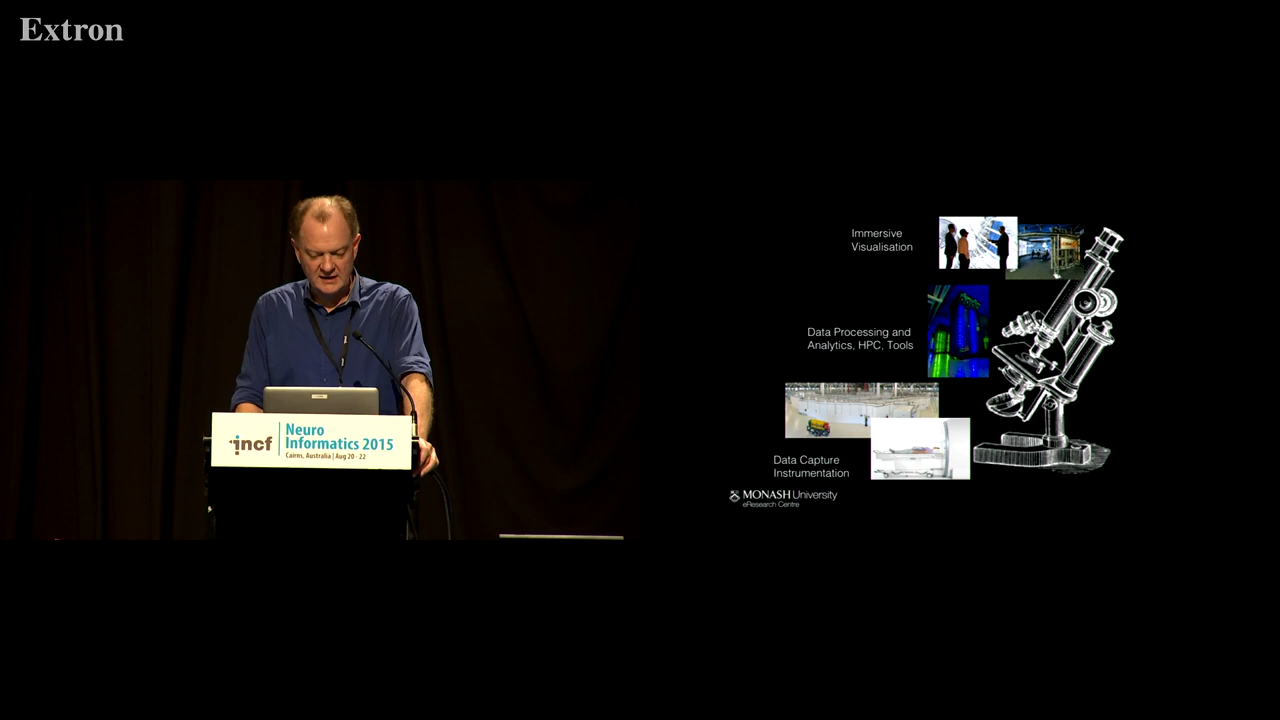 Extron
incf
Neuro
Informatics 2015
Cairns, Australia | Aug 20 - 22
Immersive
Visualisation
Data Processing and
Analytics, HPC, Tools
Data Capture
Instrumentation
MONASH University
eResearch Centre